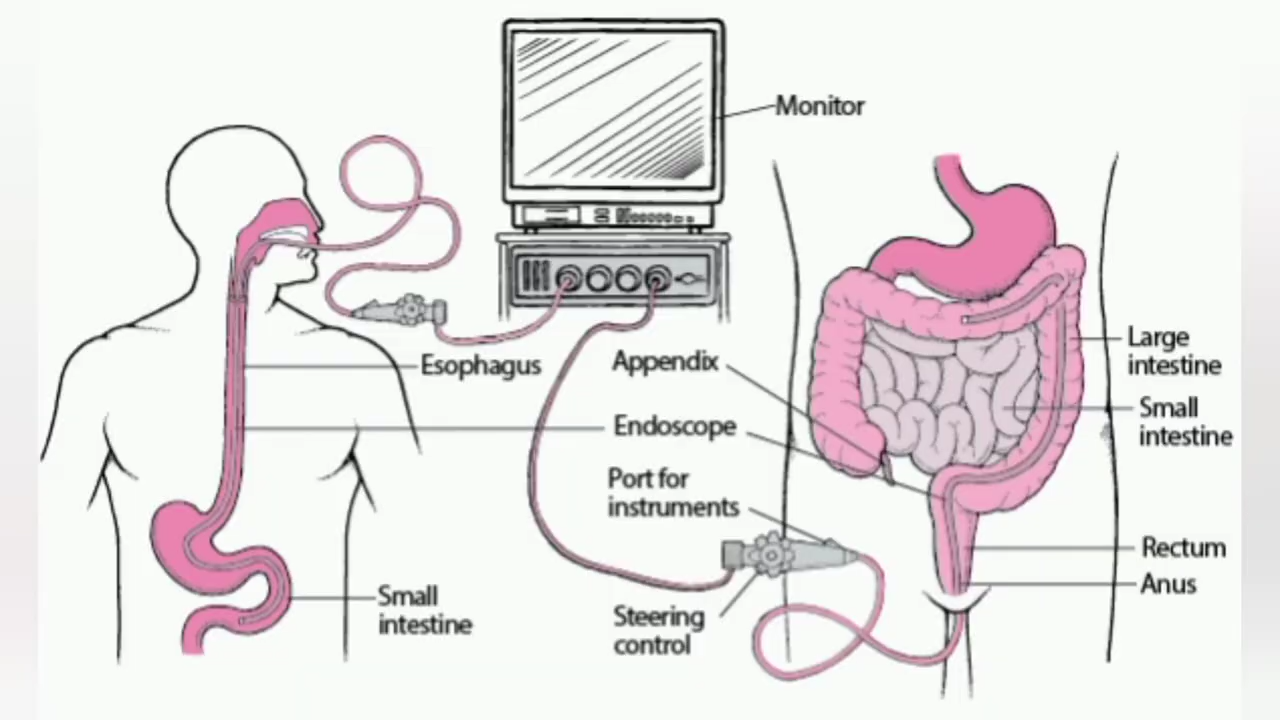 Monitor
Esophagus
Appendix
Large
intestine
Endoscope
Small
intestine
Port for
instruments
Rectum
Anus
Small
intestine
Steering
control